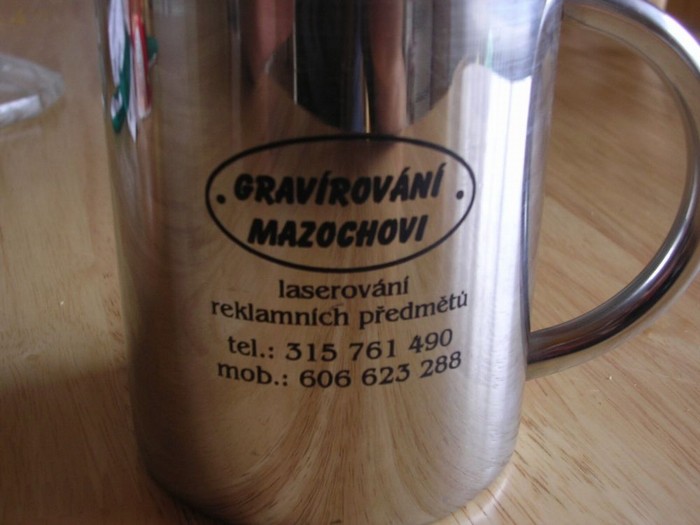 GRAVÍROVÁNÍ
MAZOCHOVI
laserování
reklamních předmětů
tel.: 315 761 490
mob.: 606 623 288